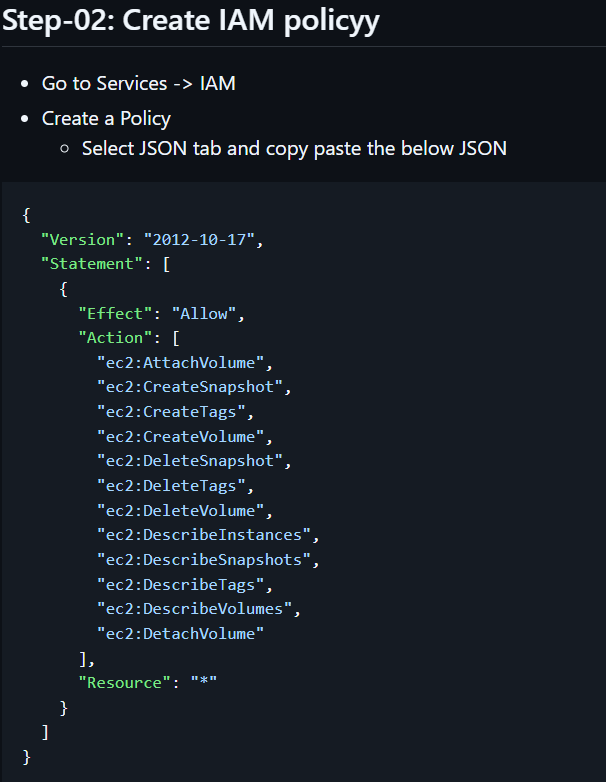 Step-02: Create IAM policyy
Go to Services -> IAM
Create a Policy
Select JSON tab and copy paste the below JSON
{
"Version": "2012-10-17",
"Statement": [
{
"Effect": "Allow",
"Action": [
"ec2:AttachVolume",
"ec2:CreateSnapshot",
"ec2:CreateTags",
"ec2:CreateVolume",
"ec2:DeleteSnapshot",
"ec2:DeleteTags",
"ec2:DeleteVolume",
"ec2:DescribeInstances",
"ec2:DescribeSnapshots",
"ec2:DescribeTags",
"ec2:DescribeVolumes",
"ec2:DetachVolume"
],
"Resource": "*"
}
]
}